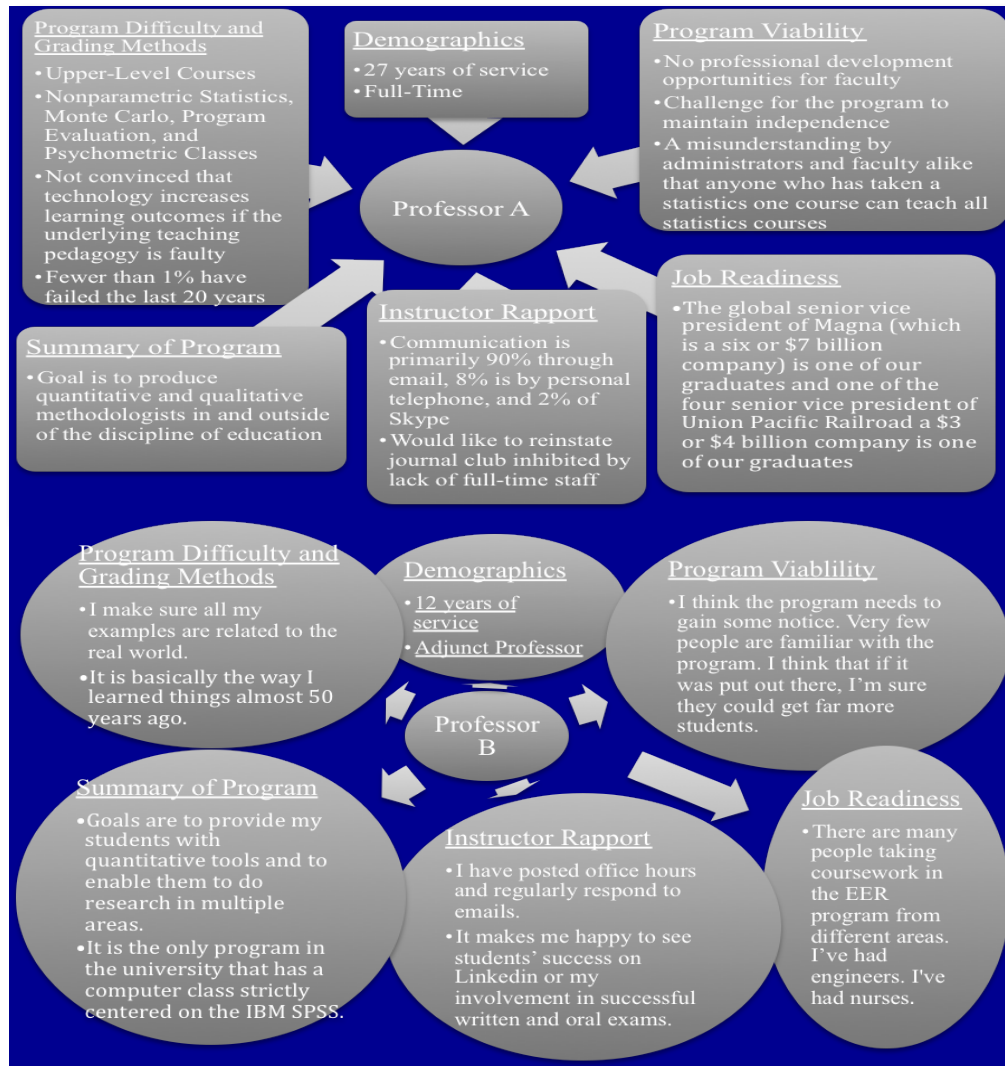 Program Difficulty and
Grading Methods
•Upper-Level Courses
•Nonparametric Statistics,
Monte Carlo, Program
Evaluation, and
Psychometric Classes
•Not convinced that
technology increases
learning outcomes if the
underlying teaching
pedagogy is faulty
•Fewer than 1% have
failed the last 20 years
Demographics
•27 years of service
•Full-Time
Program Viability
•No professional development
opportunities for faculty
•Challenge for the program to
maintain independence
•A misunderstanding by
administrators and faculty alike
that anyone who has taken a
statistics one course can teach all
statistics courses
Professor A
Summary of Program
•Goal is to produce
quantitative and qualitative
methodologists in and outside
of the discipline of education
Instructor Rapport
•Communication is
primarily 90% through
email, 8% is by personal
telephone, and 2% of
Skype
•Would like to reinstate
journal club inhibited by
lack of full-time staff
Job Readiness
•The global senior vice
president of Magna (which
is a six or $7 billion
company) is one of our
graduates and one of the
four senior vice president of
Union Pacific Railroad a $3
or $4 billion company is one
of our graduates
Program Difficulty and
Grading Methods
•I make sure all my
examples are related to the
real world.
•It is basically the way I
learned things almost 50
years ago.
Demographics
•12 years of
service
•Adjunct Professor
Program Viablility
•I think the program needs to
gain some notice. Very few
people are familiar with the
program. I think that if it
was put out there, I'm sure
they could get far more
students.
Professor
B
Summary of Program
•Goals are to provide my
students with
quantitative tools and to
enable them to do
research in multiple
areas.
•It is the only program in
the university that has a
computer class strictly
centered on the IBM SPSS.
Instructor Rapport
•I have posted office hours
and regularly respond to
emails.
•It makes me happy to see
students' success on
Linkedin or my
involvement in successful
written and oral exams.
Job Readiness
•There are many
people taking
coursework in
the EER
program from
different areas.
I've had
engineers. I've
had nurses.